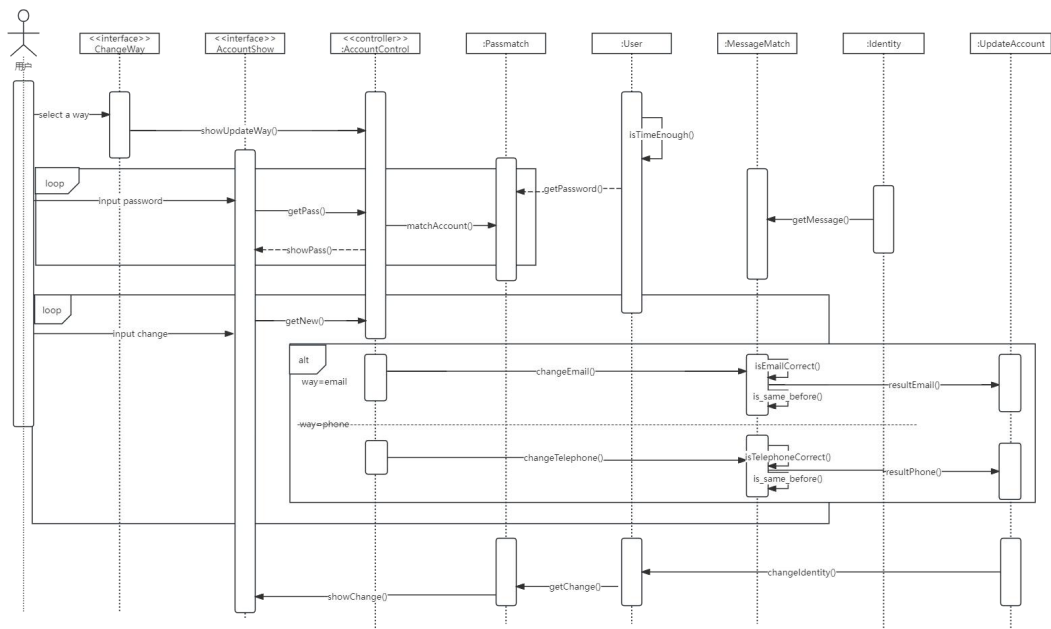 <<interface>>
ChangeWay
<<interface>>
AccountShow
<<controller>>
:AccountControl
:Passmatch
:User
:MessageMatch
:Identity
:UpdateAccount
用户
select a way
showUpdateWay()
isTimeEnough()
loop
getPassword()
input password
getPass()
matchAccount()
getMessage()
showPass()
loop
getNew()
input change
alt
way=email
changeEmail()
isEmailCorrect()
resultEmail()
is_same_before()
way=phone
changeTelephone()
isTelephoneCorrect()
resultPhone()
is_same_before()
changeIdentity()
getChange()
showChange()